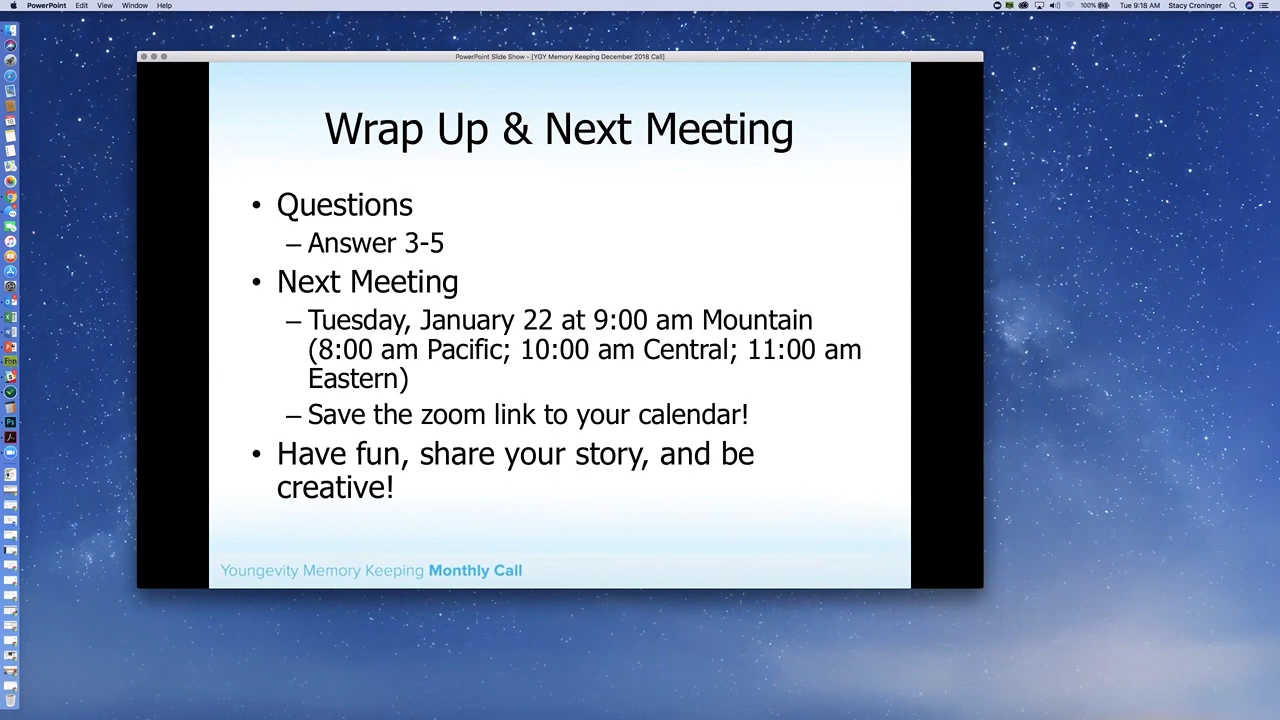 PowerPoint Edit View Window Help 100% Tue 9:18 AM Stacy Croninger
PowerPoint Slide Show - [YGY Memory Keeping December 2018 Call]
Wrap Up & Next Meeting
• Questions
– Answer 3-5
• Next Meeting
– Tuesday, January 22 at 9:00 am Mountain
(8:00 am Pacific; 10:00 am Central; 11:00 am
Eastern)
– Save the zoom link to your calendar!
• Have fun, share your story, and be
creative!
Youngevity Memory Keeping Monthly Call
Fon
Ps